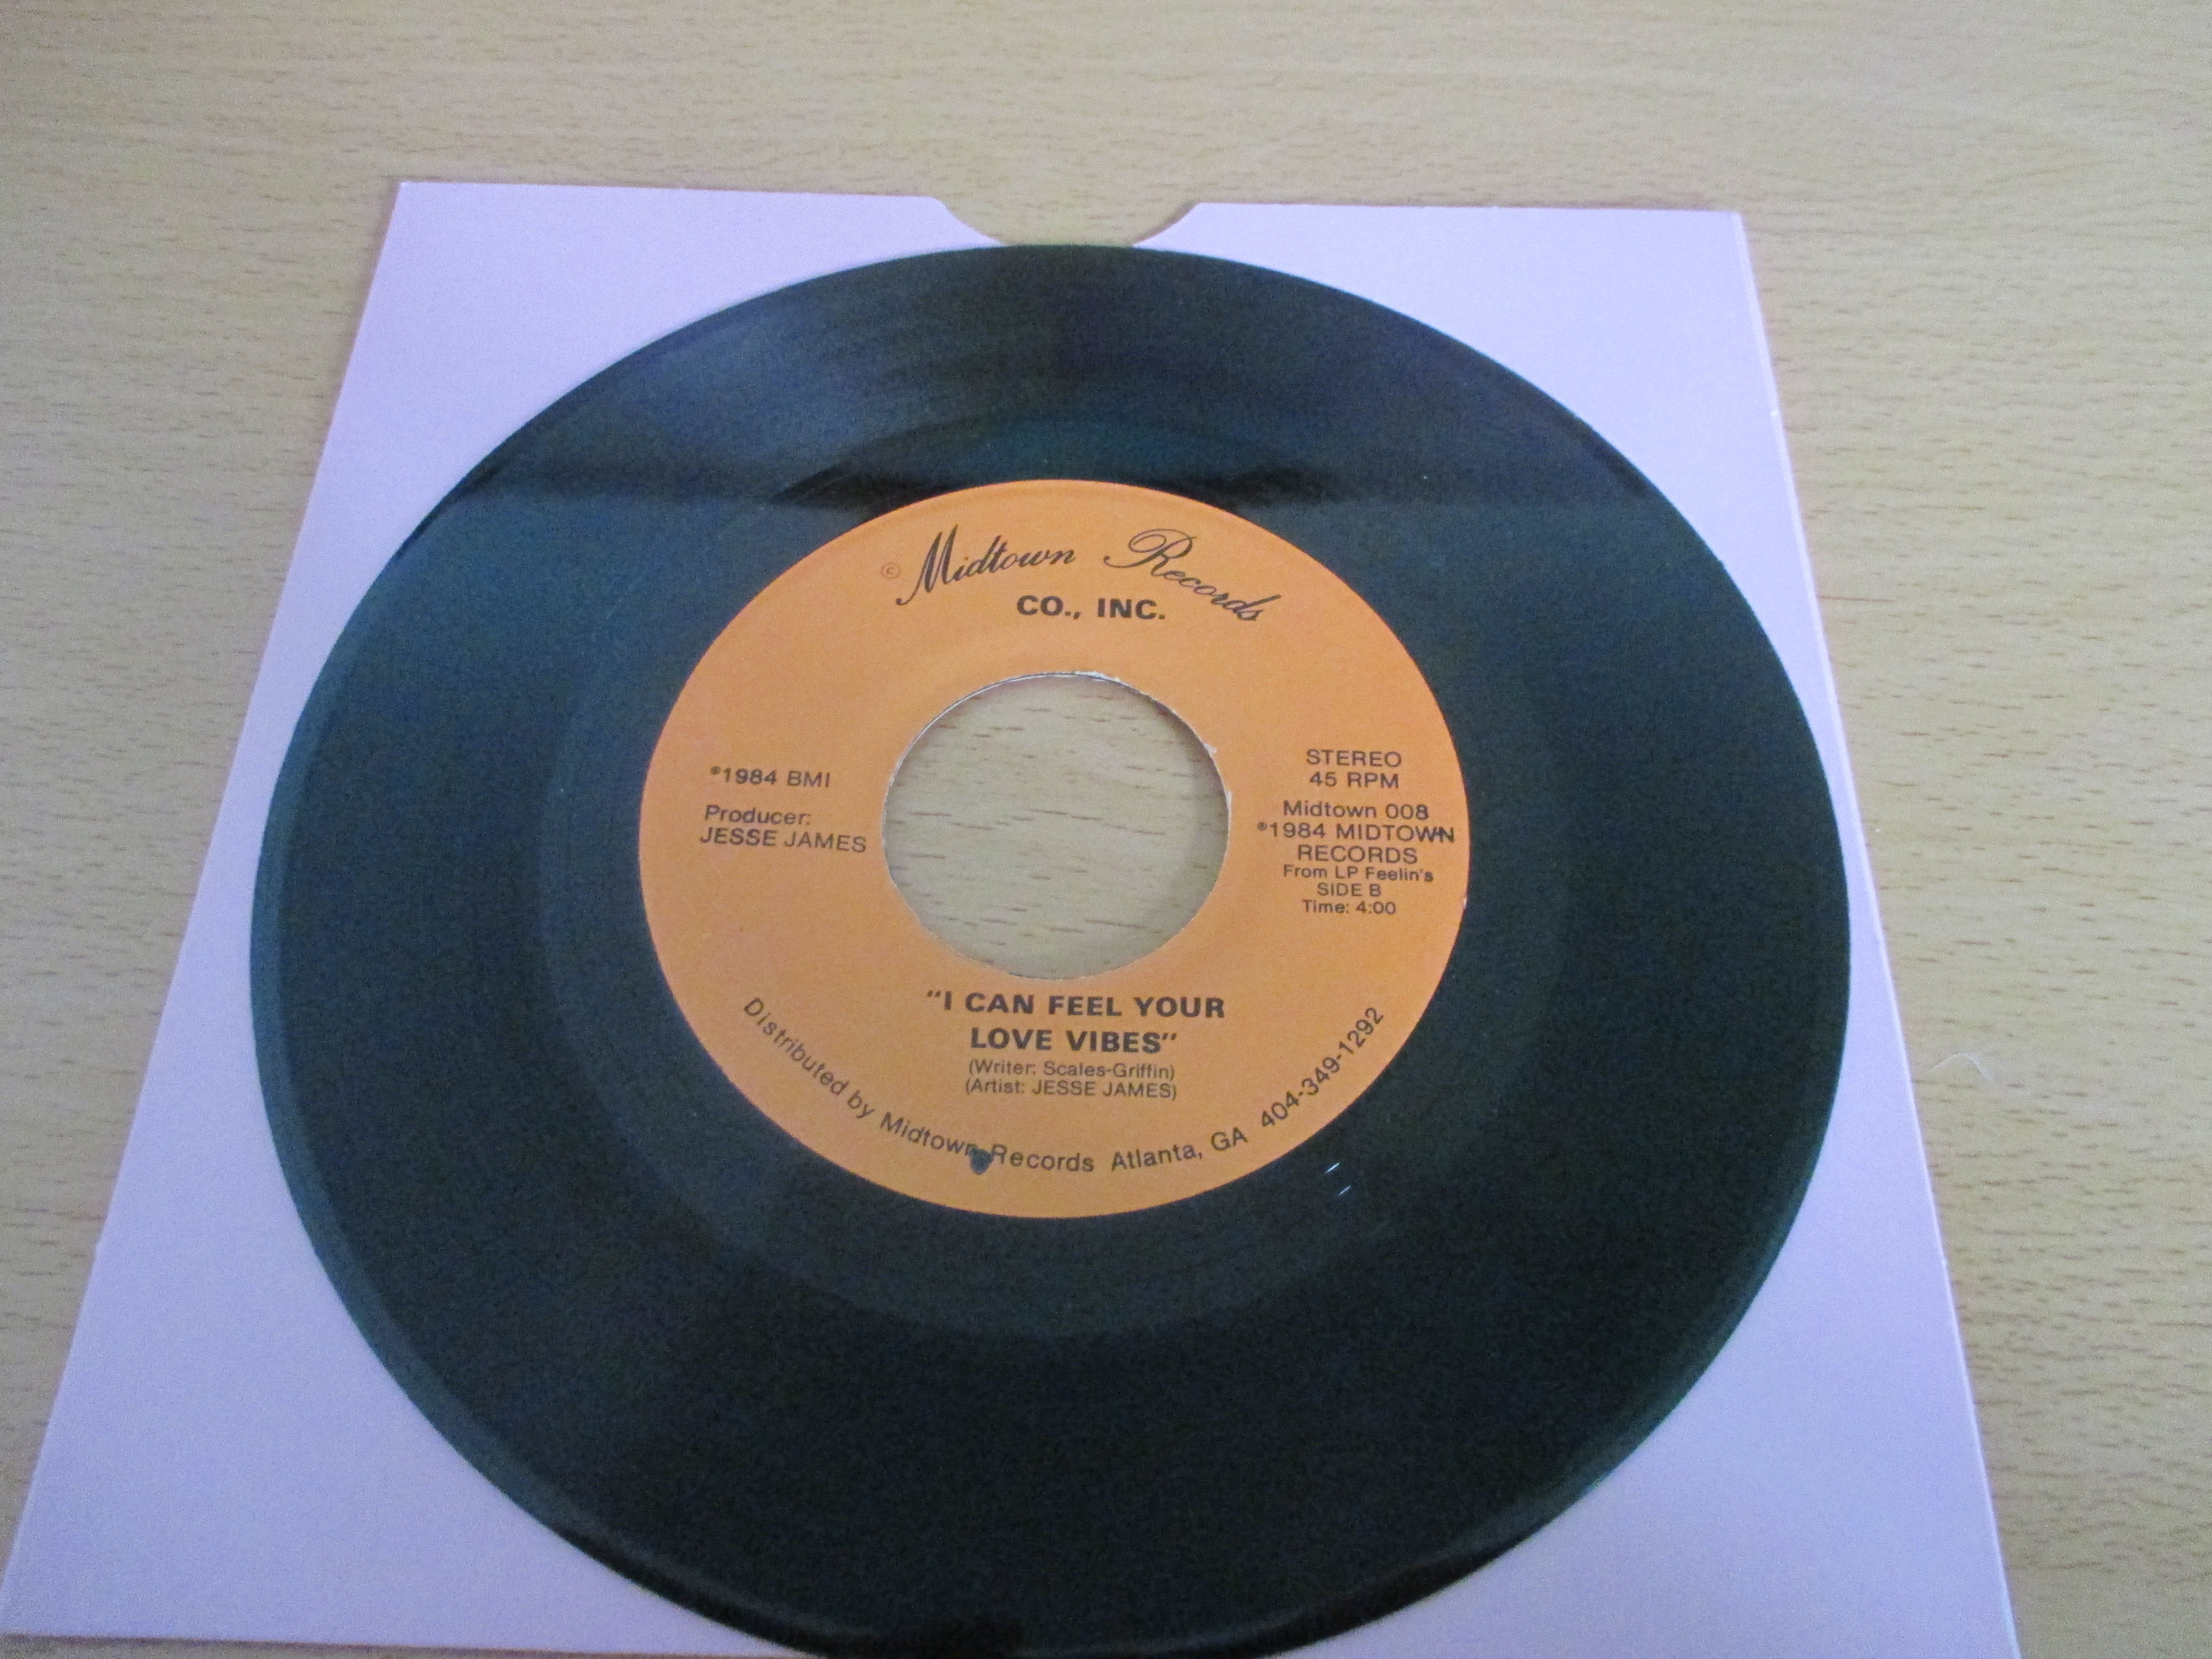 © Midtown Records
CO., INC.
℗1984 BMI
Producer:
JESSE JAMES
STEREO
45 RPM
Midtown 008
℗1984 MIDTOWN
RECORDS
From LP Feelin's
SIDE B
Time: 4:00
"I CAN FEEL YOUR
LOVE VIBES"
(Writer: Scales-Griffin)
(Artist: JESSE JAMES)
Distributed by Midtown Records Atlanta, GA 404-349-1292